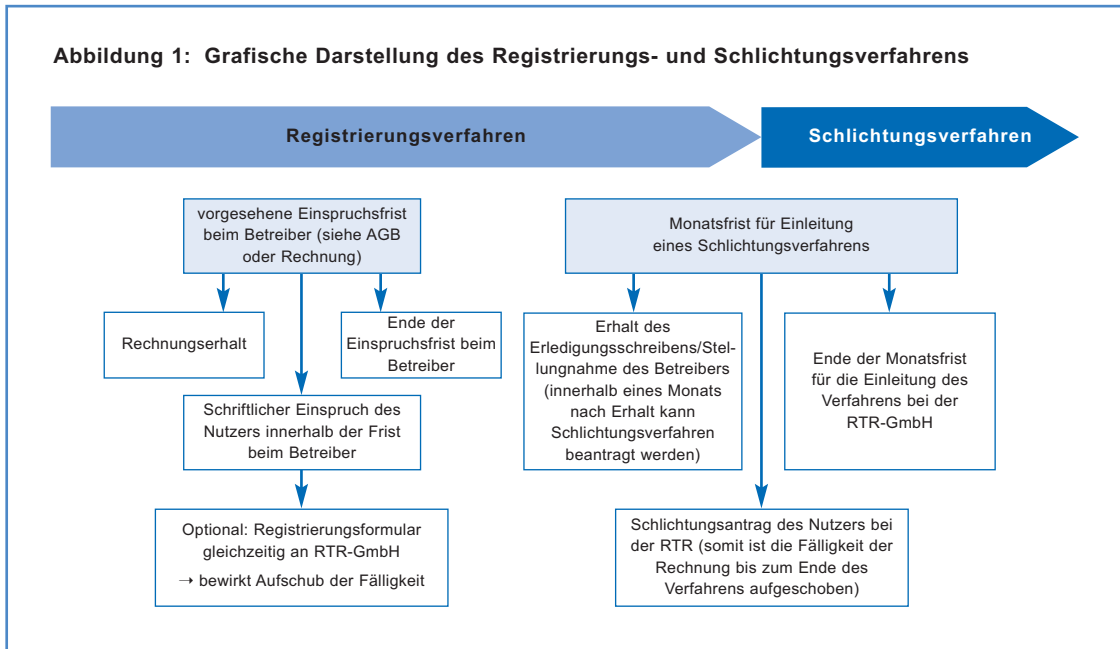 Abbildung 1: Grafische Darstellung des Registrierungs- und Schlichtungsverfahrens
Registrierungsverfahren
Schlichtungsverfahren
vorgesehene Einspruchsfrist
beim Betreiber (siehe AGB
oder Rechnung)
Rechnungserhalt
Ende der
Einspruchsfrist beim
Betreiber
Schriftlicher Einspruch des
Nutzers innerhalb der Frist
beim Betreiber
Optional: Registrierungsformular
gleichzeitig an RTR-GmbH
→ bewirkt Aufschub der Fälligkeit
Monatsfrist für Einleitung
eines Schlichtungsverfahrens
Erhalt des
Erledigungsschreibens/Stel-
lungnahme des Betreibers
(innerhalb eines Monats
nach Erhalt kann
Schlichtungsverfahren
beantragt werden)
Ende der Monatsfrist
für die Einleitung des
Verfahrens bei der
RTR-GmbH
Schlichtungsantrag des Nutzers bei
der RTR (somit ist die Fälligkeit der
Rechnung bis zum Ende des
Verfahrens aufgeschoben)